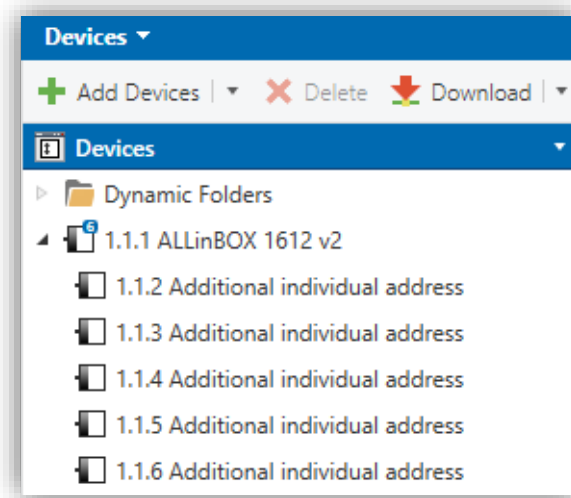 Devices
Add Devices Delete Download
Devices
Dynamic Folders
6
1.1.1 ALLinBOX 1612 v2
1.1.2 Additional individual address
1.1.3 Additional individual address
1.1.4 Additional individual address
1.1.5 Additional individual address
1.1.6 Additional individual address